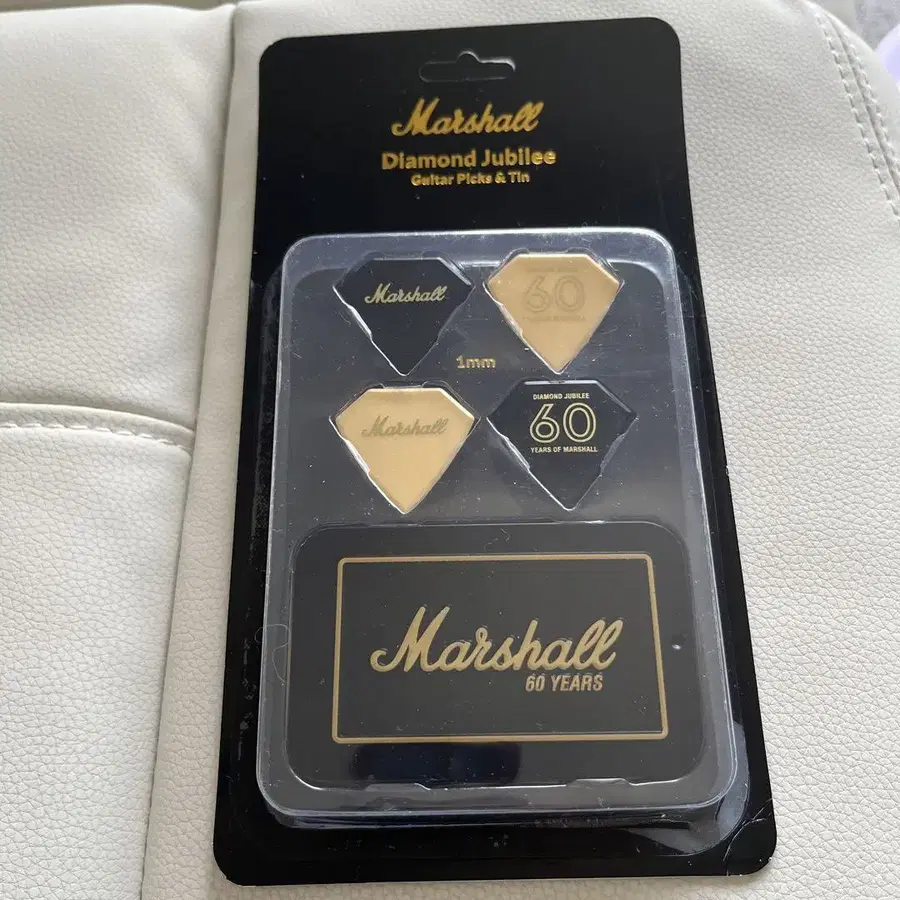 Marshall
Diamond Jubilee
Guitar Picks & Tin
Marshall
60
1mm
Marshall
DIAMOND JUBILEE
60
YEARS OF MARSHALL
Marshall
60 YEARS